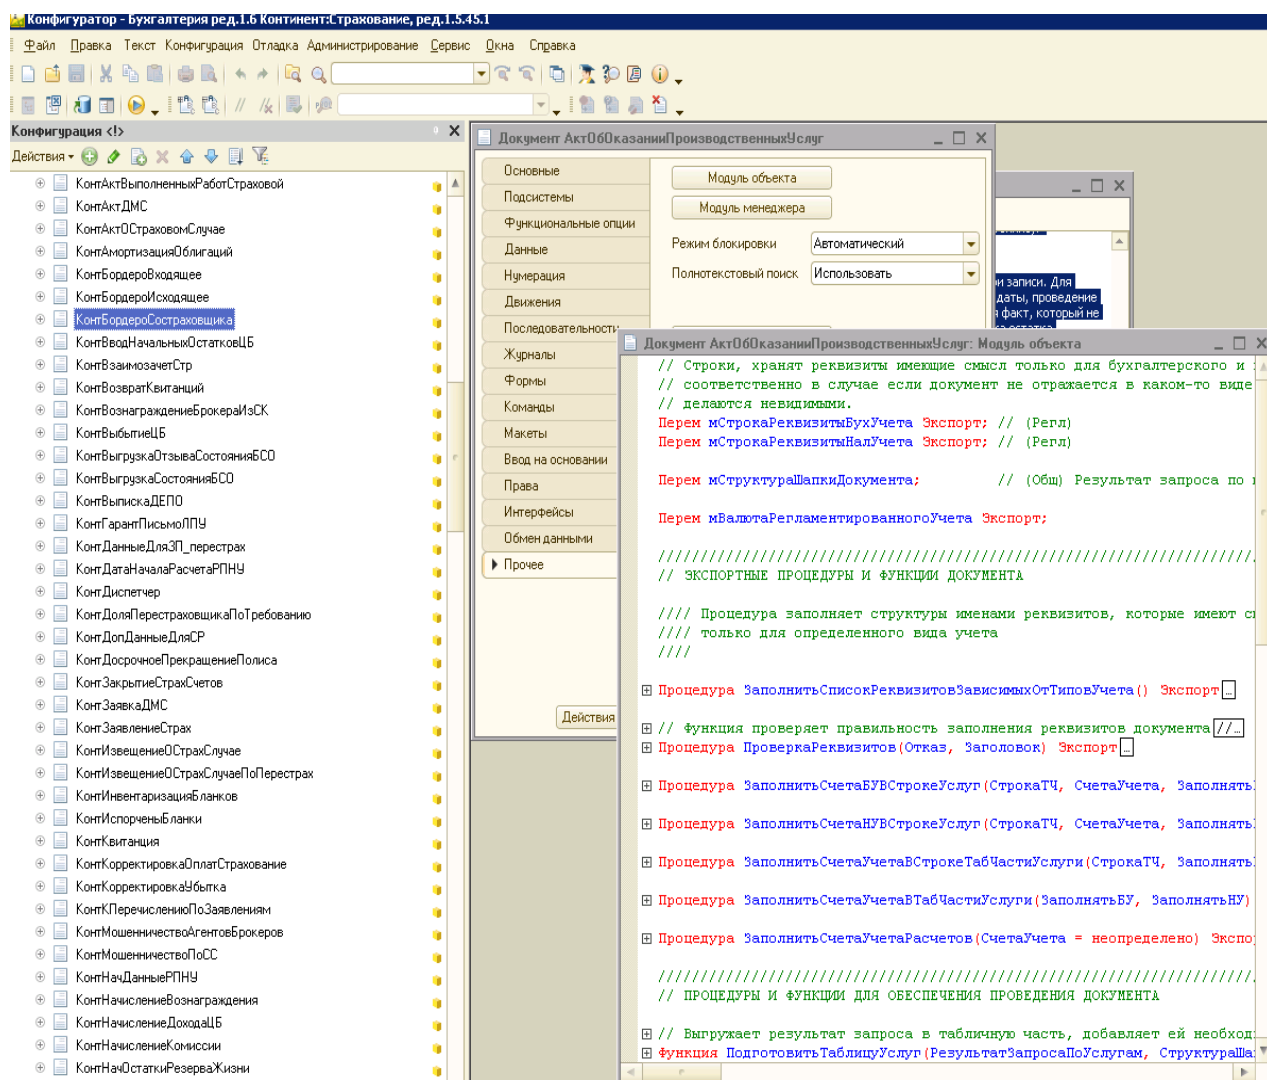 Конфигуратор - Бухгалтерия ред.1.6 Континент:Страхование, ред.1.5.45.1
Файл Правка Текст Конфигурация Отладка Администрирование Сервис Окна Справка
Конфигурация <!>
Действия
КонтАктВыполненныхРаботСтраховой
КонтАктДМС
КонтАктОСтраховомСлучае
КонтАмортизацияОблигаций
КонтБордероВходящее
КонтБордероИсходящее
КонтБордероСостраховщика
КонтВводНачальныхОстатковЦБ
КонтВзаимозачетСтр
КонтВозвратКвитанций
КонтВознаграждениеБрокераИзСК
КонтВыбытиеЦБ
КонтВыгрузкаОтзываСостоянияБСО
КонтВыгрузкаСостоянияБСО
КонтВыпискаДЕПО
КонтГарантПисьмоЛПУ
КонтДанныеДляЗП_перестрах
КонтДатаНачалаРасчетаРПНУ
КонтДиспетчер
КонтДоляПерестраховщикаПоТребованию
КонтДопДанныеДляСР
КонтДосрочноеПрекращениеПолиса
КонтЗакрытиеСтрахСчетов
КонтЗаявкаДМС
КонтЗаявлениеСтрах
КонтИзвещениеОСтрахСлучае
КонтИзвещениеОСтрахСлучаеПоПерестрах
КонтИнвентаризацияБланков
КонтИспорченыБланки
КонтКвитанция
КонтКорректировкаОплатСтрахование
КонтКорректировкаУбытка
КонтКПеречислениюПоЗаявлениям
КонтМошенничествоАгентовБрокеров
КонтМошенничествоПоСС
КонтНачДанныеРПНУ
КонтНачислениеВознаграждения
КонтНачислениеДоходаЦБ
КонтНачислениеКомиссии
КонтНачОстаткиРезерваЖизни
Документ АктОбОказанииПроизводственныхУслуг
Основные
Подсистемы
Функциональные опции
Данные
Нумерация
Движения
Последовательности
Журналы
Формы
Команды
Макеты
Ввод на основании
Права
Интерфейсы
Обмен данными
Прочее
Модуль объекта
Модуль менеджера
Режим блокировки Автоматический
Полнотекстовый поиск Использовать
Действия
и записи. Для
даты, проведение
факт, который не
Документ АктОбОказанииПроизводственныхУслуг: Модуль объекта
// Строки, хранят реквизиты имеющие смысл только для бухгалтерского и
// соответственно в случае если документ не отражается в каком-то виде
// делаются невидимыми.
Перем мСтрокаРеквизитыБухУчета Экспорт; // (Регл)
Перем мСтрокаРеквизитыНалУчета Экспорт; // (Регл)
Перем мСтруктураШапкиДокумента; // (Общ) Результат запроса по
Перем мВалютаРегламентированногоУчета Экспорт;
////////////////////////////////////////////////////////////////////////
// ЭКСПОРТНЫЕ ПРОЦЕДУРЫ И ФУНКЦИИ ДОКУМЕНТА
//// Процедура заполняет структуры именами реквизитов, которые имеют
//// только для определенного вида учета
////
Процедура ЗаполнитьСписокРеквизитовЗависимыхОтТиповУчета() Экспорт…
// Функция проверяет правильность заполнения реквизитов документа //…
Процедура ПроверкаРеквизитов(Отказ, Заголовок) Экспорт…
Процедура ЗаполнитьСчетаБУВСтрокеУслуг(СтрокаТЧ, СчетаУчета, Заполнять
Процедура ЗаполнитьСчетаНУВСтрокеУслуг(СтрокаТЧ, СчетаУчета, Заполнять
Процедура ЗаполнитьСчетаУчетаВСтрокеТабЧастиУслуги(СтрокаТЧ, Заполнять
Процедура ЗаполнитьСчетаУчетаВТабЧастиУслуги(ЗаполнятьБУ, ЗаполнятьНУ)
Процедура ЗаполнитьСчетаУчетаРасчетов(СчетаУчета = неопределено) Экспо
////////////////////////////////////////////////////////////////////////
// ПРОЦЕДУРЫ И ФУНКЦИИ ДЛЯ ОБЕСПЕЧЕНИЯ ПРОВЕДЕНИЯ ДОКУМЕНТА
// Выгружает результат запроса в табличную часть, добавляет ей необход
Функция ПодготовитьТаблицуУслуг(РезультатЗапросаПоУслугам, СтруктураШа